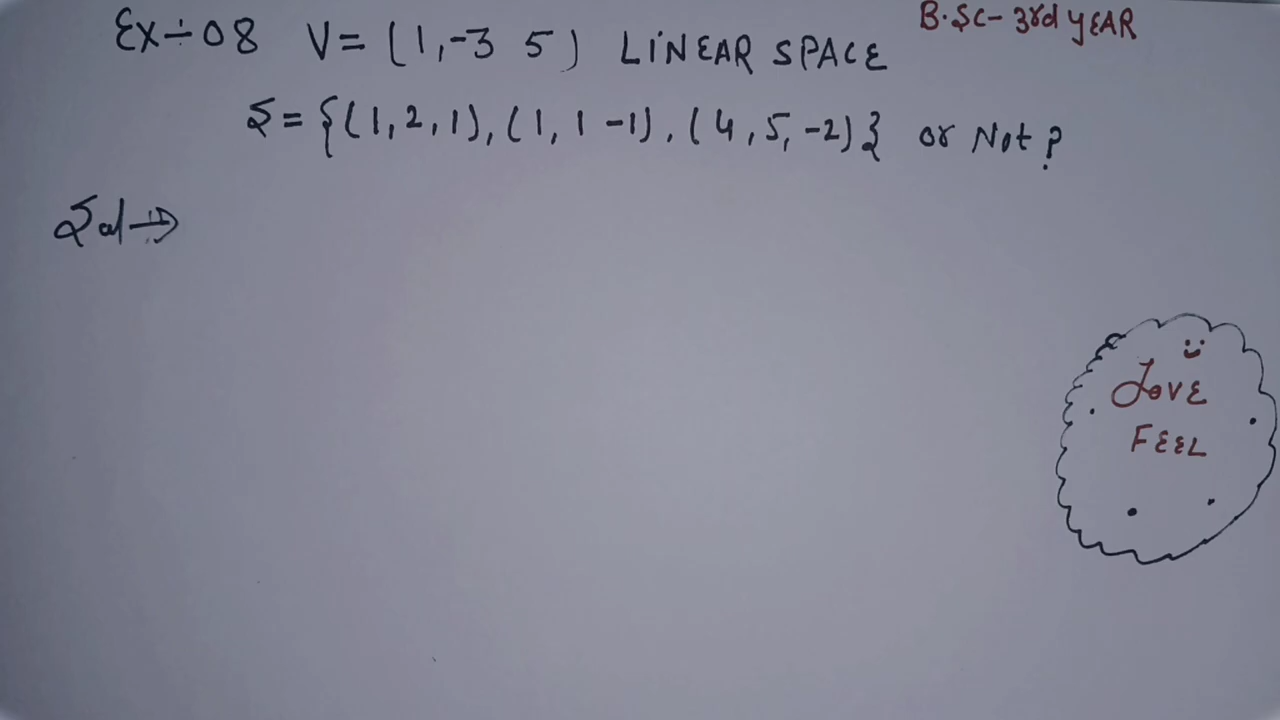 Ex÷08 V=(1,-3 5) LINEAR SPACE
B.SC-3rd yEAR
S={(1,2,1),(1,1-1),(4,5,-2)} or Not?
Sol→
LOVE
FEEL